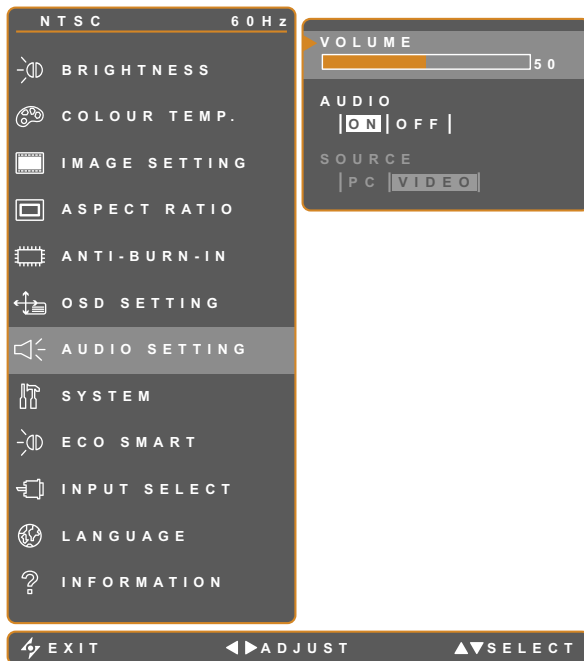 NTSC 60Hz
BRIGHTNESS
COLOUR TEMP.
IMAGE SETTING
ASPECT RATIO
ANTI-BURN-IN
OSD SETTING
AUDIO SETTING
SYSTEM
ECO SMART
INPUT SELECT
LANGUAGE
INFORMATION
VOLUME
50
AUDIO
ON OFF
SOURCE
PC VIDEO
EXIT ADJUST SELECT